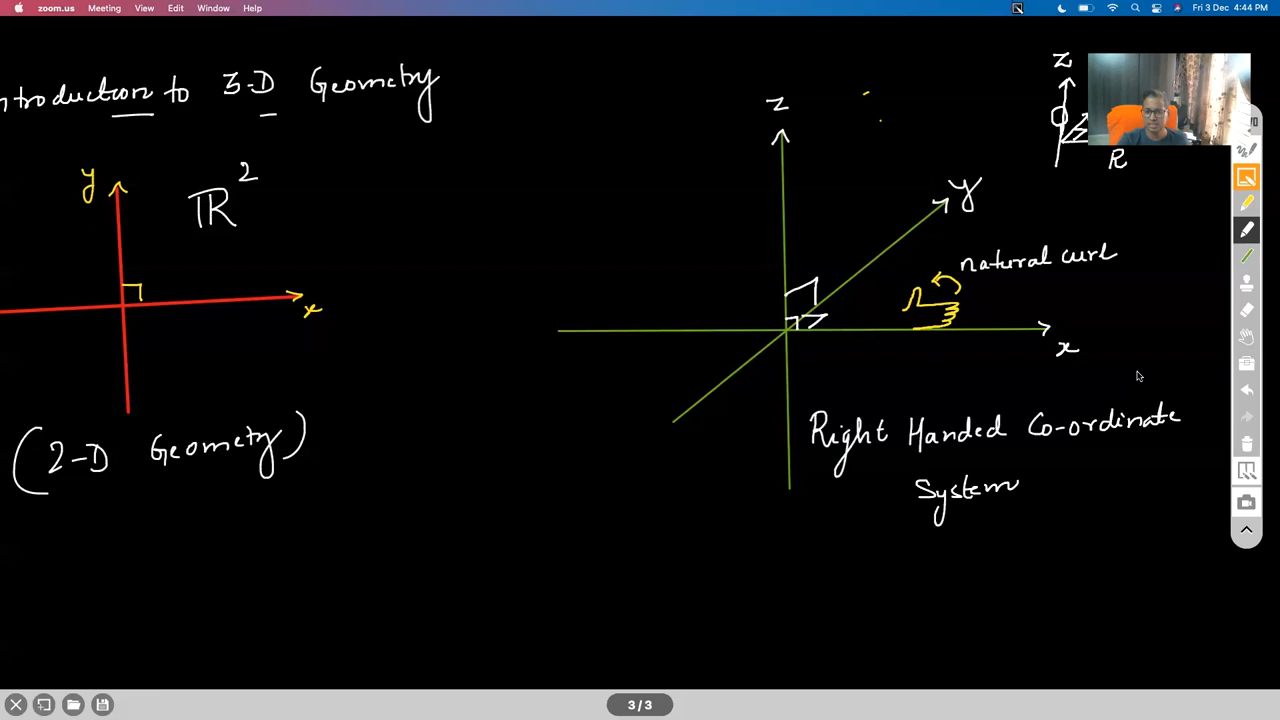 zoom.us Meeting View Edit Window Help Fri 3 Dec 4:44 PM
ntroduction to 3-D Geometry
y
ℝ²
x
(2-D Geometry)
z
y
natural curl
x
Right Handed Co-ordinate
System
Z
R
3/3